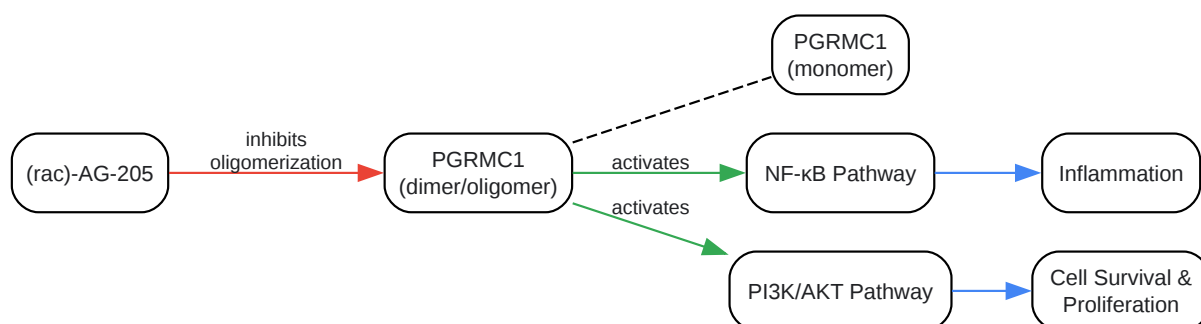 PGRMC1
(monomer)
inhibits
oligomerization
(rac)-AG-205
PGRMC1
(dimer/oligomer)
activates
NF-κB Pathway
Inflammation
activates
PI3K/AKT Pathway
Cell Survival &
Proliferation